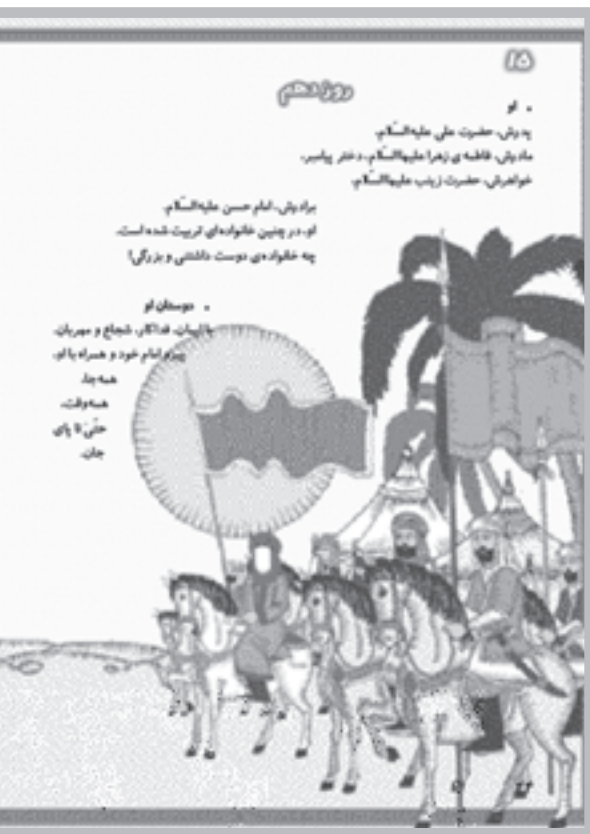 ۱۵
روز دهم
• او
پدرش، حضرت علی علیه‌السّلام،
مادرش، فاطمه ی زهرا علیهاالسّلام، دختر پیامبر،
خواهرش، حضرت زینب علیهاالسّلام،
برادرش، امام حسن علیه‌السّلام،
او، در چنین خانواده‌ای تربیت شده است.
چه خانواده‌ی دوست داشتنی و بزرگی!
• دوستان او
با ایمان، فداکار، شجاع و مهربان.
پیرو امام خود و همراه با او.
همه جا،
همه وقت،
حتّی تا پای
جان.